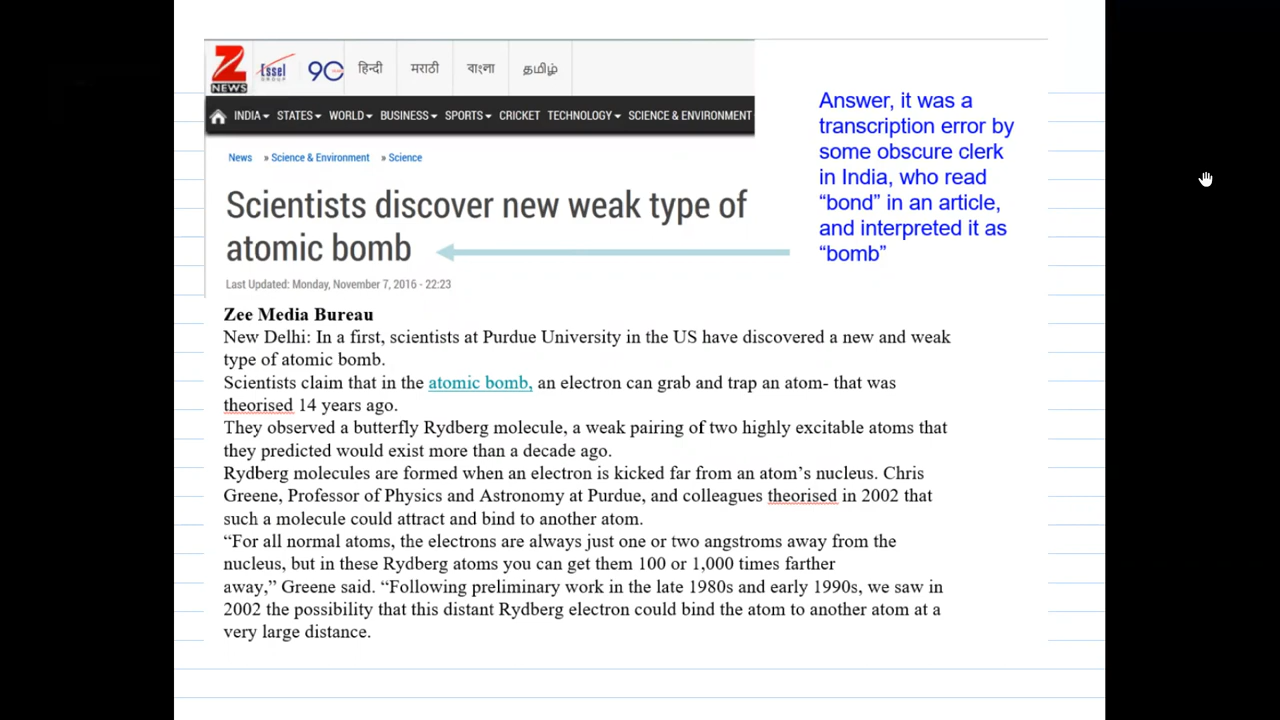 Z
NEWS
Essel
GROUP
90
हिन्दी
मराठी
বাংলা
தமிழ்
INDIA
STATES
WORLD
BUSINESS
SPORTS
CRICKET
TECHNOLOGY
SCIENCE & ENVIRONMENT
News » Science & Environment » Science
Scientists discover new weak type of
atomic bomb
Last Updated: Monday, November 7, 2016 - 22:23
Answer, it was a
transcription error by
some obscure clerk
in India, who read
“bond” in an article,
and interpreted it as
“bomb”
Zee Media Bureau
New Delhi: In a first, scientists at Purdue University in the US have discovered a new and weak
type of atomic bomb.
Scientists claim that in the atomic bomb, an electron can grab and trap an atom- that was
theorised 14 years ago.
They observed a butterfly Rydberg molecule, a weak pairing of two highly excitable atoms that
they predicted would exist more than a decade ago.
Rydberg molecules are formed when an electron is kicked far from an atom’s nucleus. Chris
Greene, Professor of Physics and Astronomy at Purdue, and colleagues theorised in 2002 that
such a molecule could attract and bind to another atom.
“For all normal atoms, the electrons are always just one or two angstroms away from the
nucleus, but in these Rydberg atoms you can get them 100 or 1,000 times farther
away,” Greene said. “Following preliminary work in the late 1980s and early 1990s, we saw in
2002 the possibility that this distant Rydberg electron could bind the atom to another atom at a
very large distance.